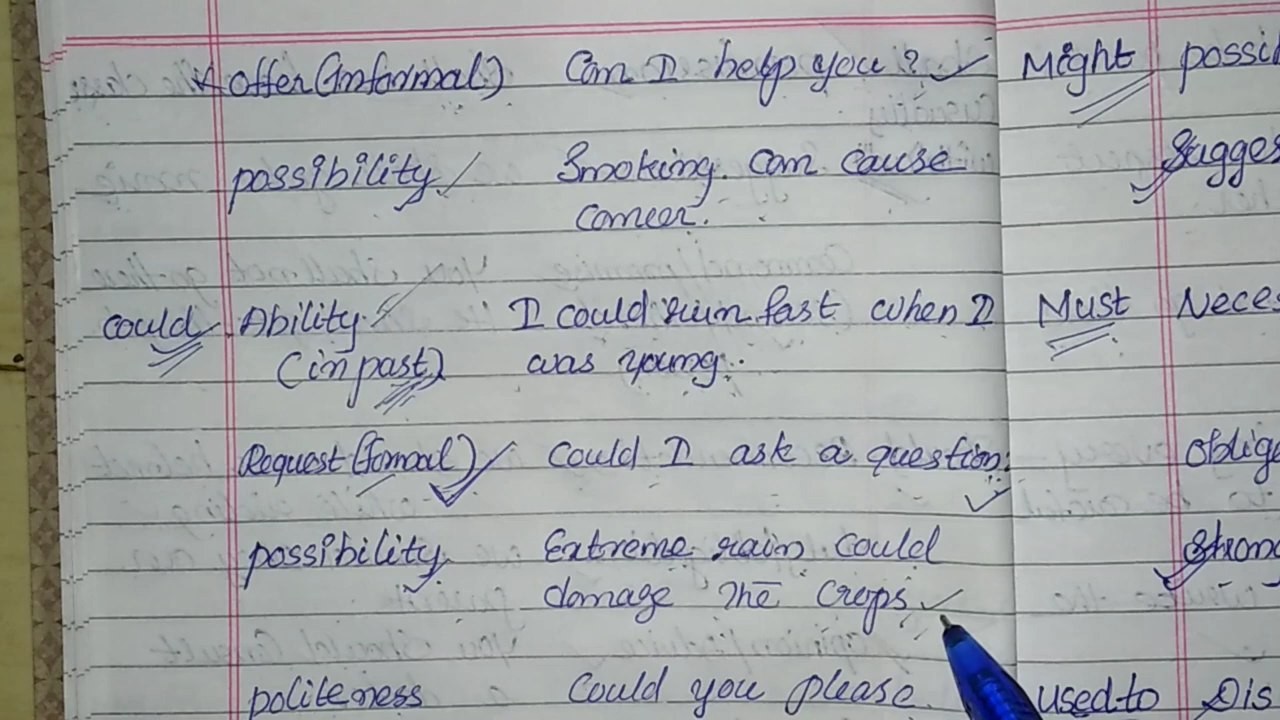 offer (Informal) Can I help you?
possibility Smoking can cause
cancer.
could Ability I could run fast when I
(in past) was young.
Request (formal) Could I ask a question.
possibility Extreme rain could
damage the crops
politeness Could you please
Might possi
Sugges
Must Neces
oblig
Stron
used to Dis